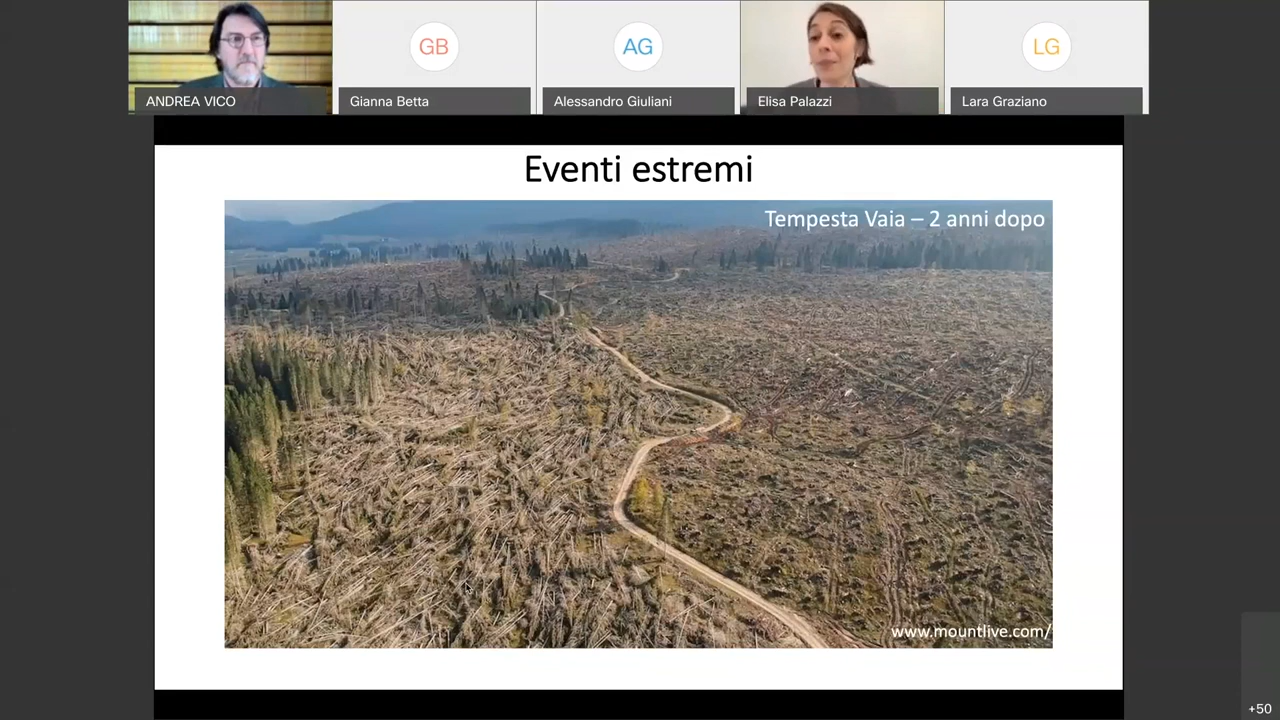 GB
AG
LG
ANDREA VICO
Gianna Betta
Alessandro Giuliani
Elisa Palazzi
Lara Graziano
Eventi estremi
Tempesta Vaia – 2 anni dopo
www.mountlive.com/
+50